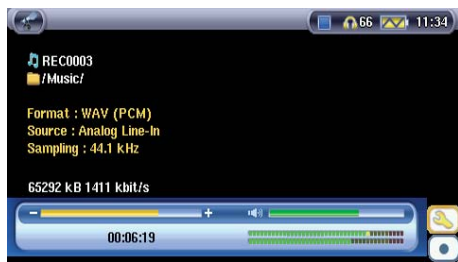 66 11:34
REC0003
/Music/
Format : WAV (PCM)
Source : Analog Line-In
Sampling : 44.1 kHz
65292 kB 1411 kbit/s
- +
00:06:19